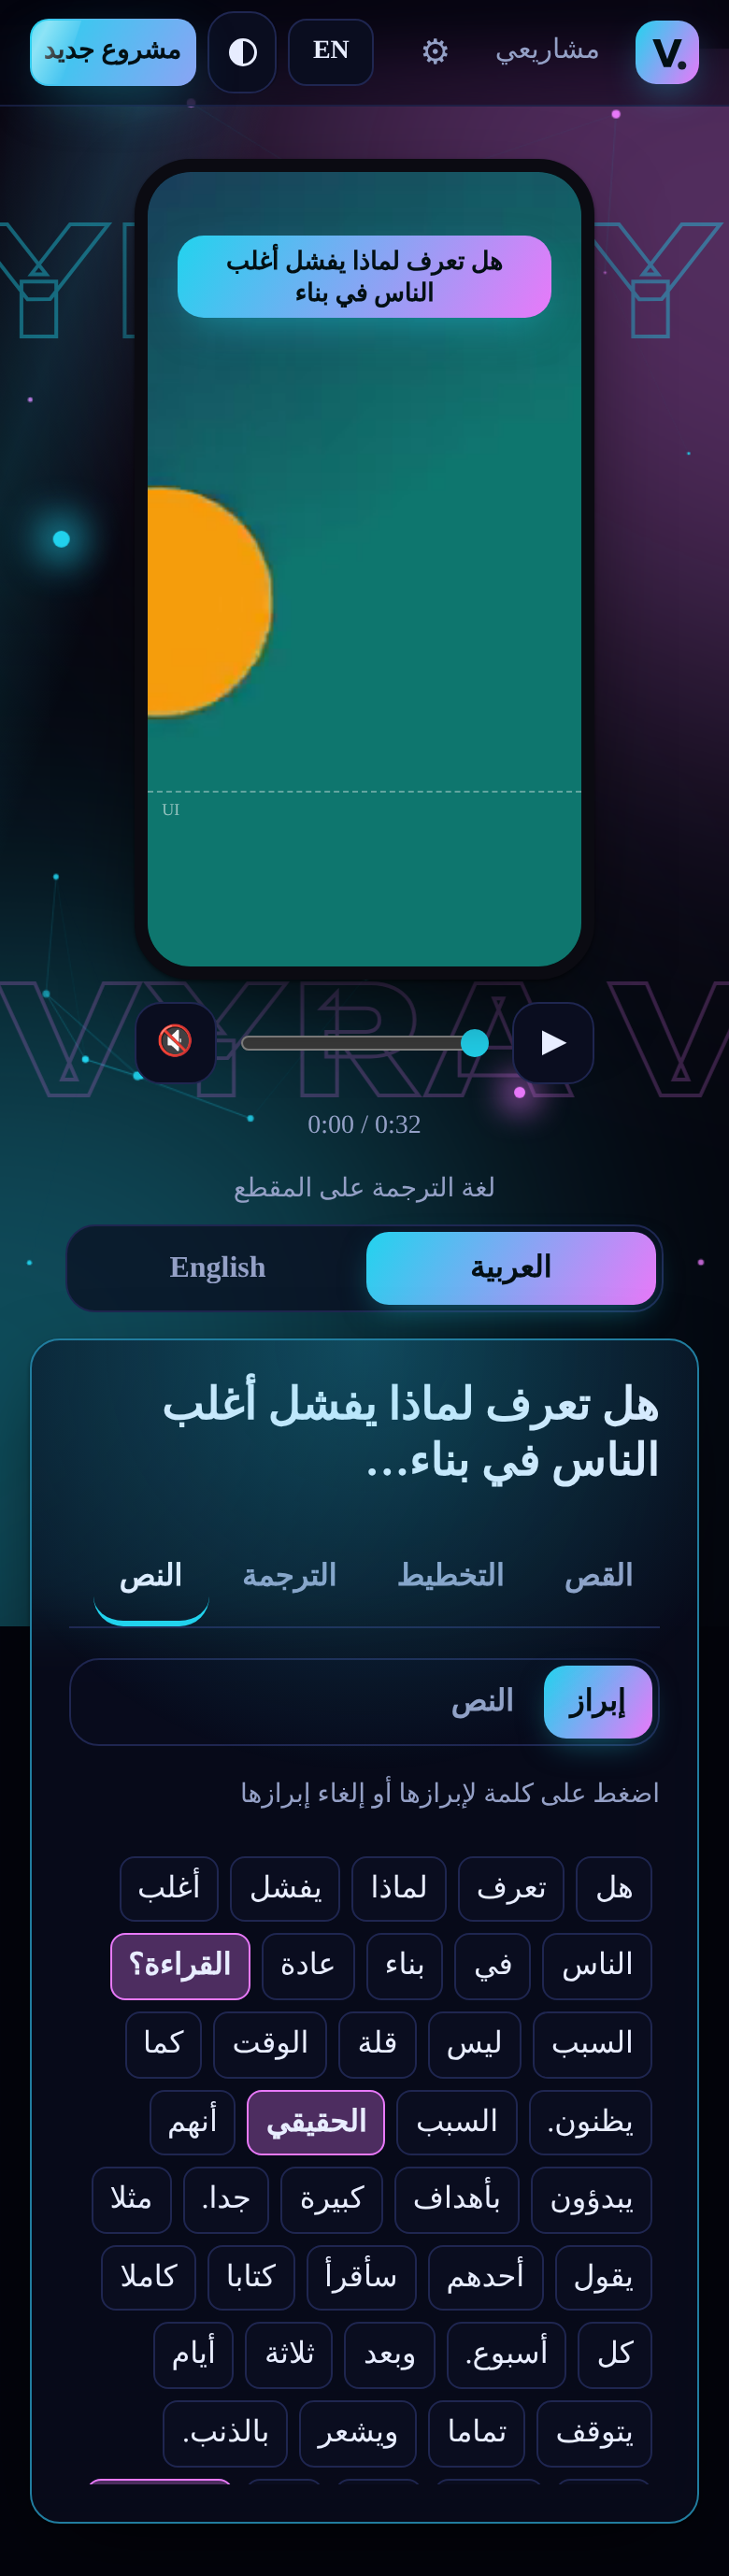 V.
مشاريعي
EN
مشروع جديد
هل تعرف لماذا يفشل أغلب
الناس في بناء
UI
VYRA V
0:00 / 0:32
لغة الترجمة على المقطع
العربية
English
هل تعرف لماذا يفشل أغلب
الناس في بناء...
القص
التخطيط
الترجمة
النص
إبراز
النص
اضغط على كلمة لإبرازها أو إلغاء إبرازها
هل تعرف لماذا يفشل أغلب
الناس في بناء عادة القراءة؟
السبب ليس قلة الوقت كما
يظنون. السبب الحقيقي أنهم
يبدؤون بأهداف كبيرة جدا. مثلا
يقول أحدهم سأقرأ كتابا كاملا
كل أسبوع. وبعد ثلاثة أيام
يتوقف تماما ويشعر بالذنب.